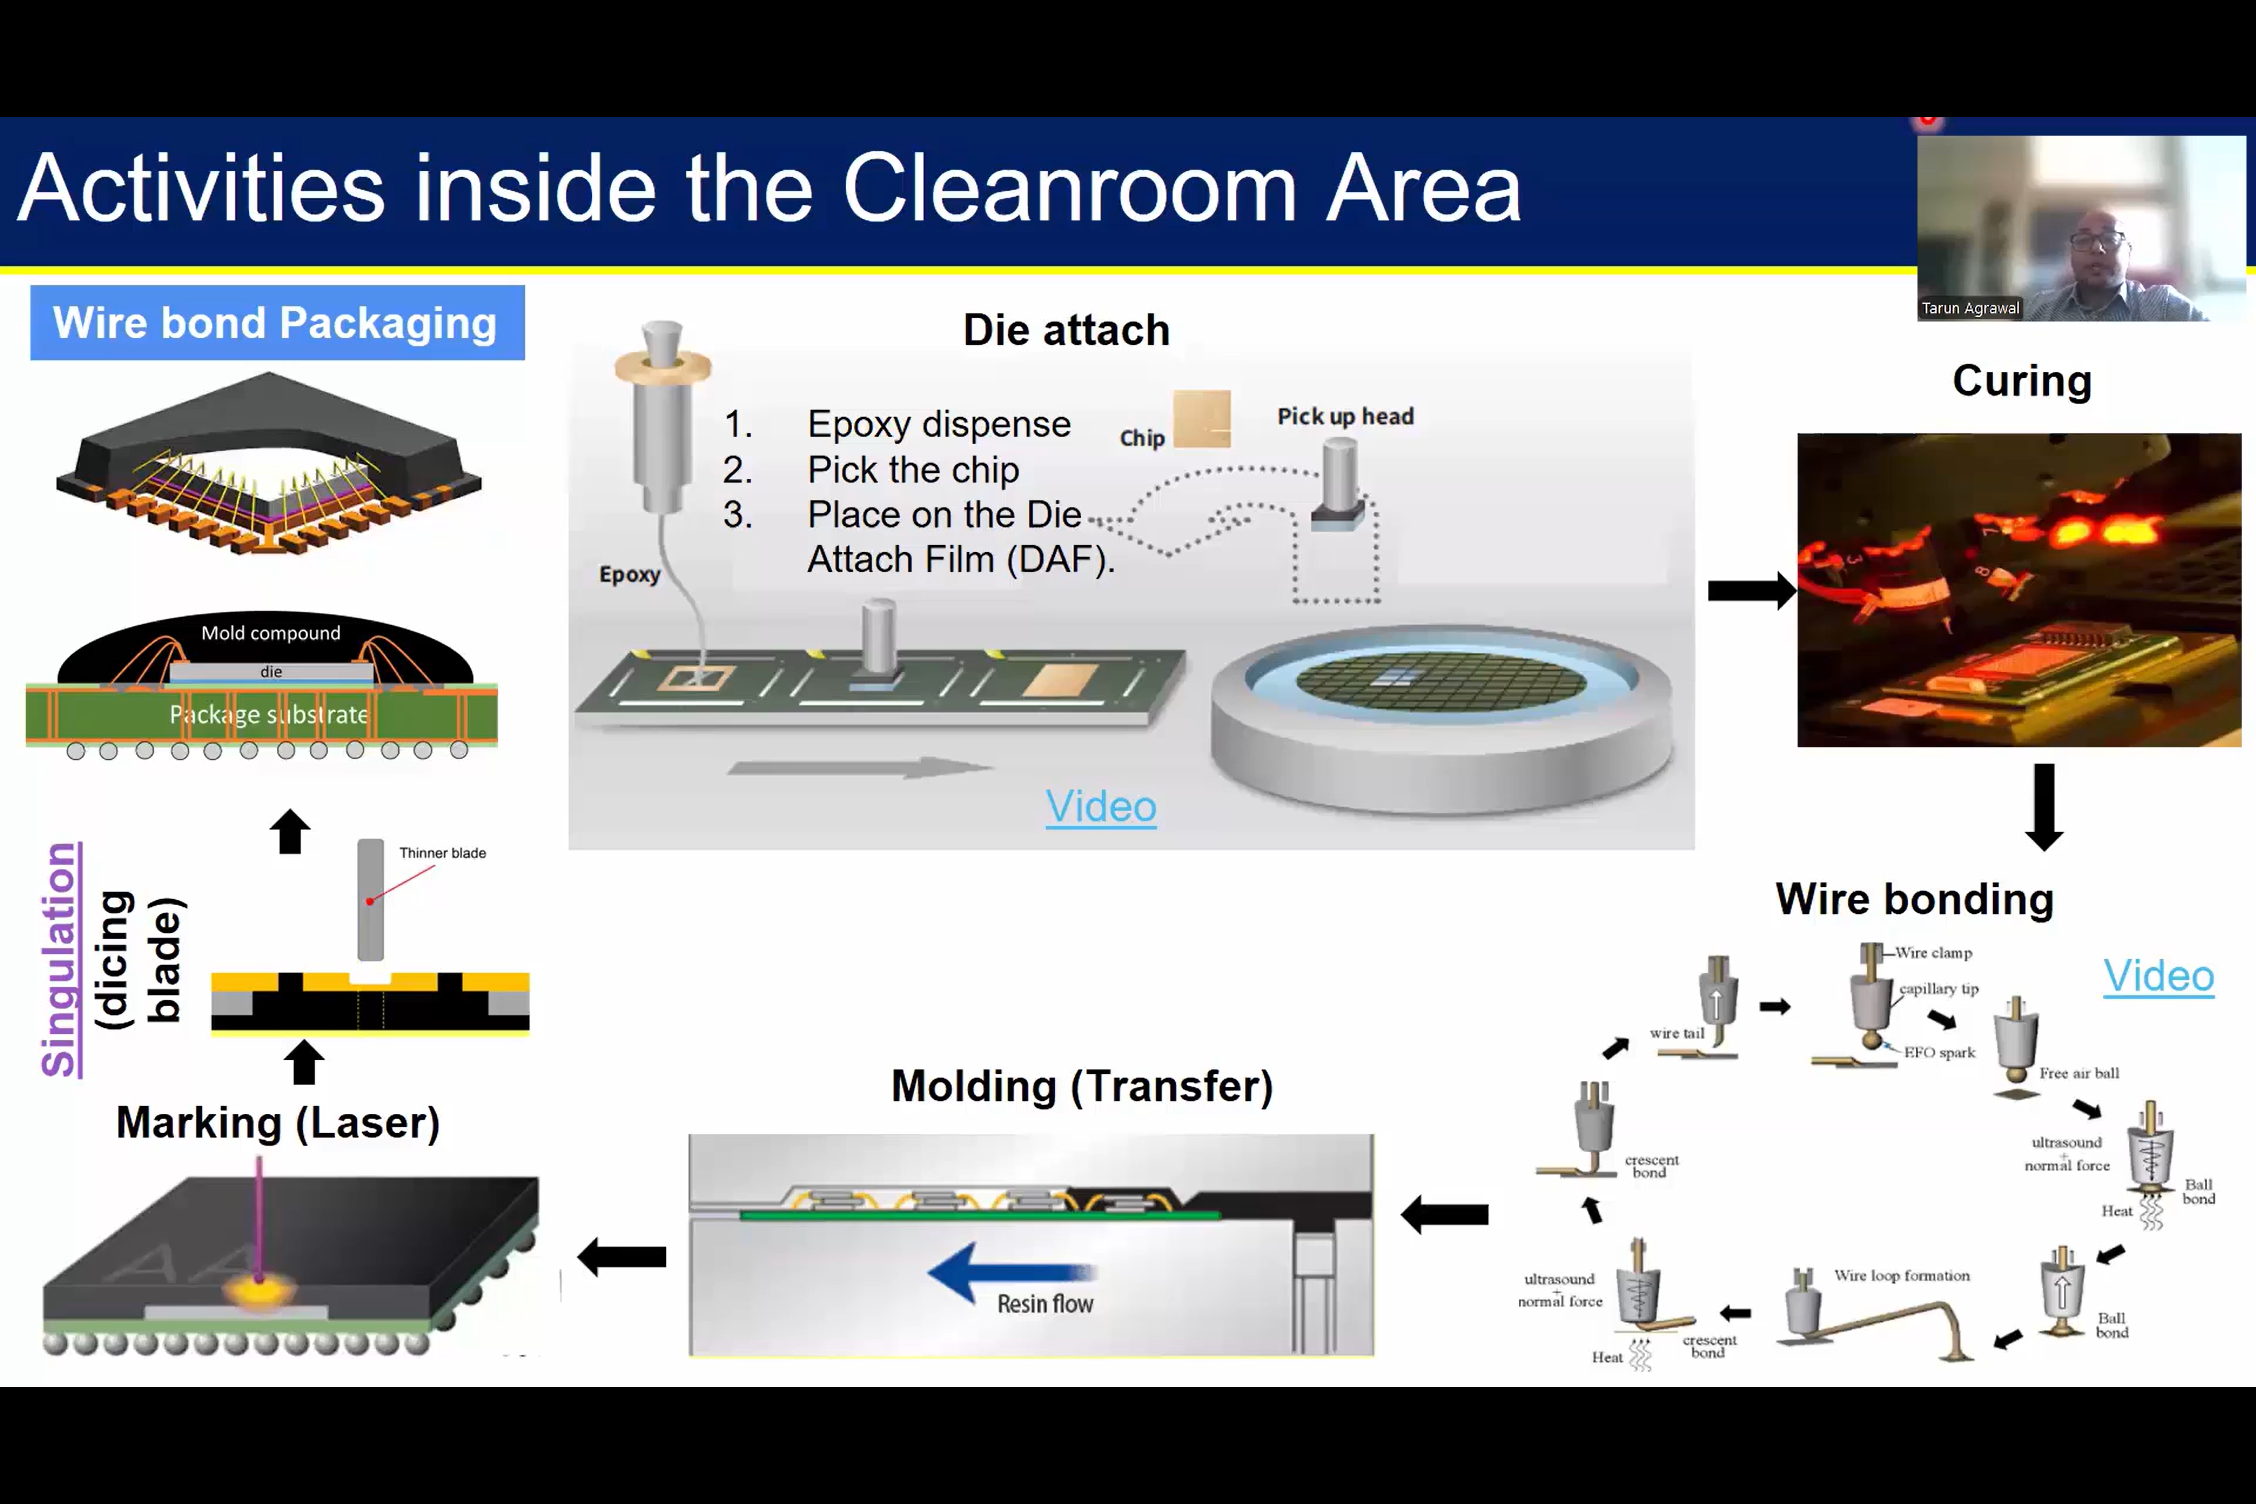 Activities inside the Cleanroom Area
Tarun Agrawal
Wire bond Packaging
Mold compound
die
Package substrate
Die attach
1. Epoxy dispense
2. Pick the chip
3. Place on the Die
Attach Film (DAF).
Chip
Pick up head
Epoxy
Video
Curing
Wire bonding
Video
Wire clamp
capillary tip
EFO spark
wire tail
Free air ball
ultrasound
+
normal force
Ball
bond
Heat
Ball
bond
Wire loop formation
ultrasound
+
normal force
crescent
bond
Heat
crescent
bond
Molding (Transfer)
Resin flow
Marking (Laser)
AA
Singulation
(dicing
blade)
Thinner blade